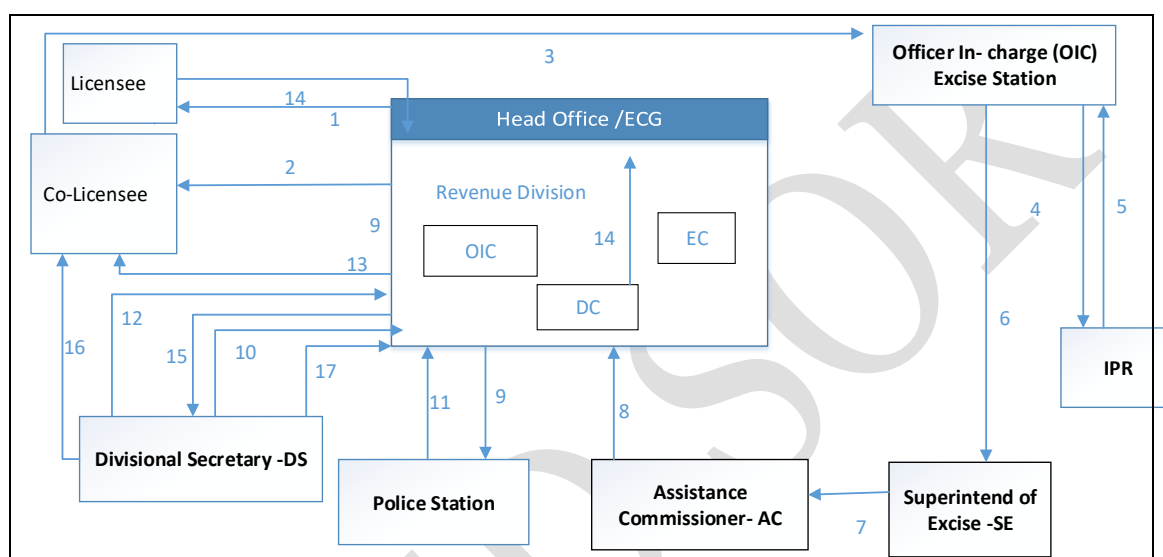 3
Officer In- charge (OIC)
Excise Station
Licensee
14
1
Head Office /ECG
Co-Licensee
2
Revenue Division
9
OIC
14
EC
4
5
13
DC
12
6
16
15
10
17
IPR
11
9
8
Divisional Secretary -DS
Police Station
Assistance
Commissioner- AC
7
Superintend of
Excise -SE